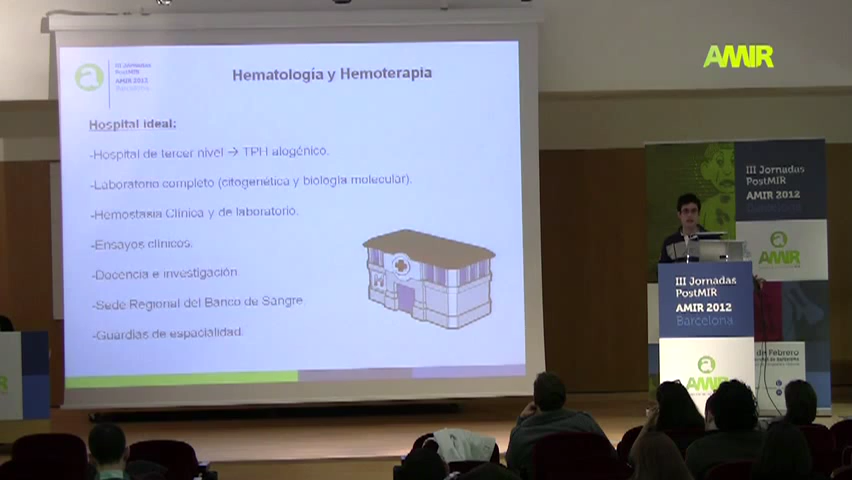 AMIR
III Jornadas
PostMIR
AMIR 2012
Barcelona
Hematología y Hemoterapia
Hospital ideal:
-Hospital de tercer nivel → TPH alogénico.
-Laboratorio completo (citogenética y biología molecular).
-Hemostasia Clínica y de laboratorio.
-Ensayos clínicos.
-Docencia e investigación.
-Sede Regional del Banco de Sangre.
-Guardias de especialidad.
III Jornadas
PostMIR
AMIR 2012
Barcelona
AMIR
III Jornadas
PostMIR
AMIR 2012
Barcelona
AMIR
de Febrero